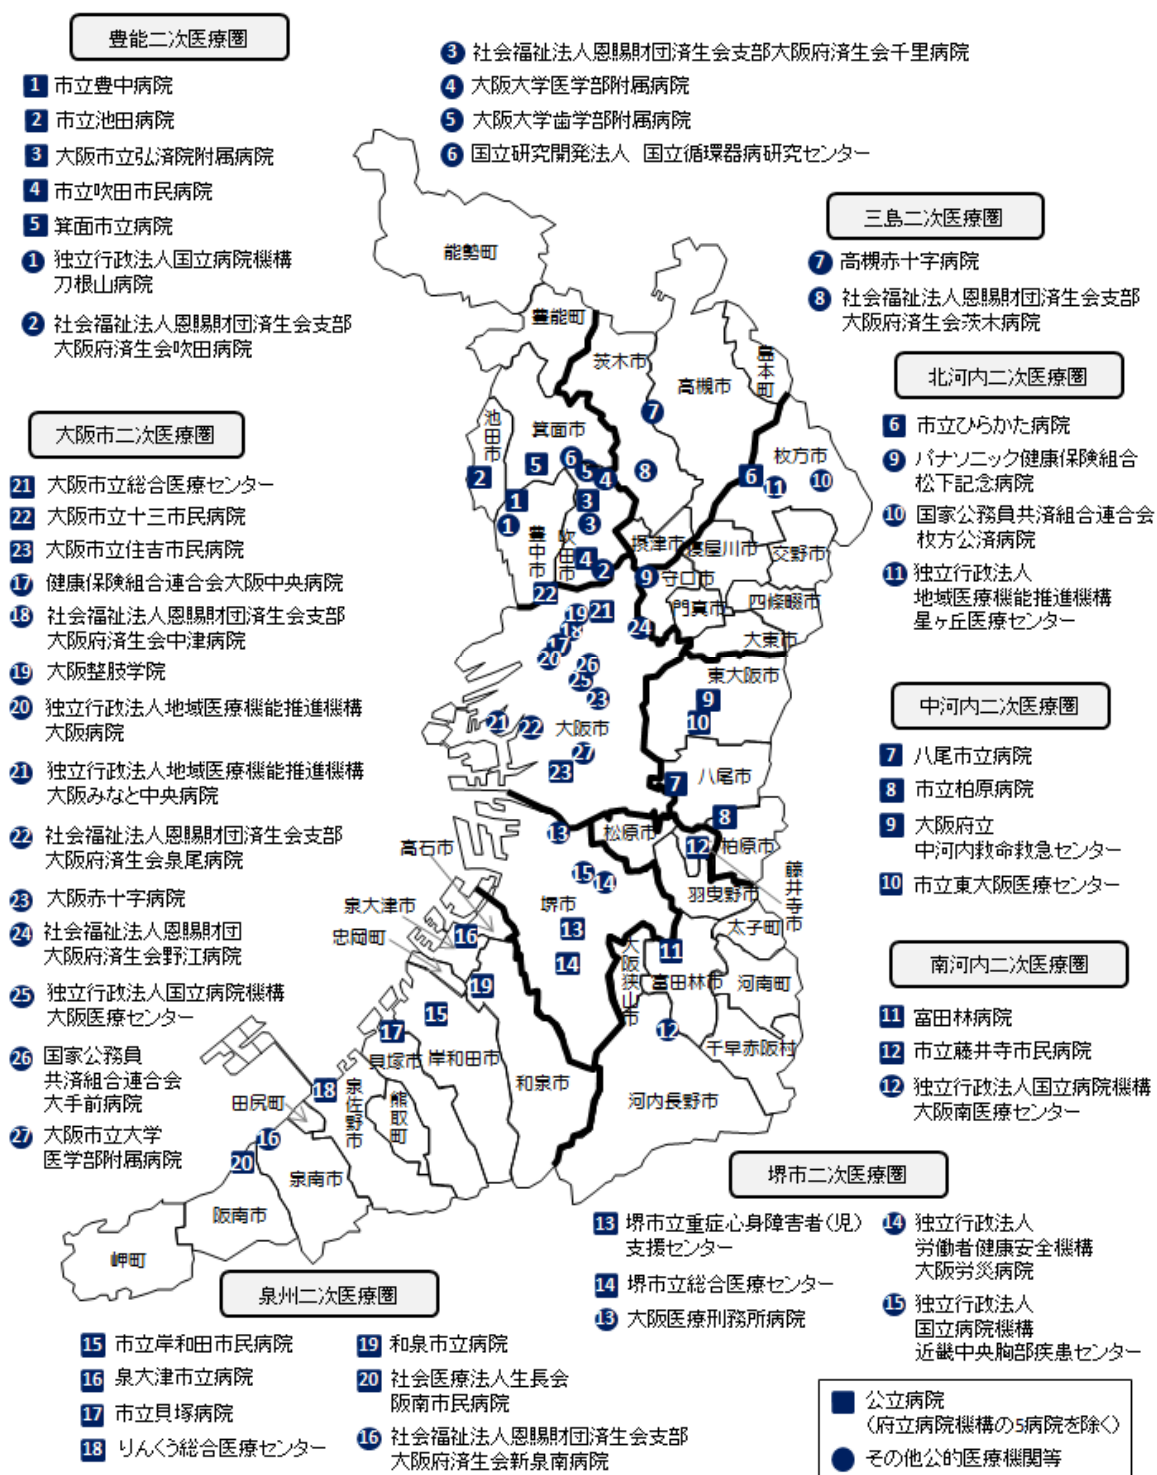 豊能二次医療圏
1 市立豊中病院
2 市立池田病院
3 大阪市立弘済院附属病院
4 市立吹田市民病院
5 箕面市立病院
1 独立行政法人国立病院機構
刀根山病院
2 社会福祉法人恩賜財団済生会支部
大阪府済生会吹田病院
3 社会福祉法人恩賜財団済生会支部大阪府済生会千里病院
4 大阪大学医学部附属病院
5 大阪大学歯学部附属病院
6 国立研究開発法人 国立循環器病研究センター
三島二次医療圏
7 高槻赤十字病院
8 社会福祉法人恩賜財団済生会支部
大阪府済生会茨木病院
北河内二次医療圏
6 市立ひらかた病院
9 パナソニック健康保険組合
松下記念病院
10 国家公務員共済組合連合会
枚方公済病院
11 独立行政法人
地域医療機能推進機構
星ヶ丘医療センター
大阪市二次医療圏
21 大阪市立総合医療センター
22 大阪市立十三市民病院
23 大阪市立住吉市民病院
17 健康保険組合連合会大阪中央病院
18 社会福祉法人恩賜財団済生会支部
大阪府済生会中津病院
19 大阪整肢学院
20 独立行政法人地域医療機能推進機構
大阪病院
21 独立行政法人地域医療機能推進機構
大阪みなと中央病院
22 社会福祉法人恩賜財団済生会支部
大阪府済生会泉尾病院
23 大阪赤十字病院
24 社会福祉法人恩賜財団
大阪府済生会野江病院
25 独立行政法人国立病院機構
大阪医療センター
26 国家公務員
共済組合連合会
大手前病院
27 大阪市立大学
医学部附属病院
中河内二次医療圏
7 八尾市立病院
8 市立柏原病院
9 大阪府立
中河内救命救急センター
10 市立東大阪医療センター
南河内二次医療圏
11 富田林病院
12 市立藤井寺市民病院
12 独立行政法人国立病院機構
大阪南医療センター
堺市二次医療圏
13 堺市立重症心身障害者(児)
支援センター
14 堺市立総合医療センター
13 大阪医療刑務所病院
14 独立行政法人
労働者健康安全機構
大阪労災病院
15 独立行政法人
国立病院機構
近畿中央胸部疾患センター
泉州二次医療圏
15 市立岸和田市民病院
16 泉大津市立病院
17 市立貝塚病院
18 りんくう総合医療センター
19 和泉市立病院
20 社会医療法人生長会
阪南市民病院
16 社会福祉法人恩賜財団済生会支部
大阪府済生会新泉南病院
公立病院
(府立病院機構の5病院を除く)
その他公的医療機関等
能勢町
豊能町
茨木市
高槻市
島本町
池田市
箕面市
枚方市
7
6
5
4
8
6
11
10
2
5
1
3
1
3
豊中市
吹田市
4
2
摂津市
寝屋川市
交野市
9
守口市
門真市
四條畷市
22
19
21
18
24
17
20
26
25
23
大東市
東大阪市
9
10
21
22
大阪市
27
23
7
八尾市
8
13
松原市
12
柏原市
高石市
15
14
羽曳野市
藤井寺市
泉大津市
堺市
太子町
忠岡町
16
13
14
11
大阪狭山市
富田林市
河南町
19
15
17
12
千早赤阪村
貝塚市
岸和田市
和泉市
河内長野市
18
田尻町
泉佐野市
熊取町
16
20
泉南市
阪南市
岬町